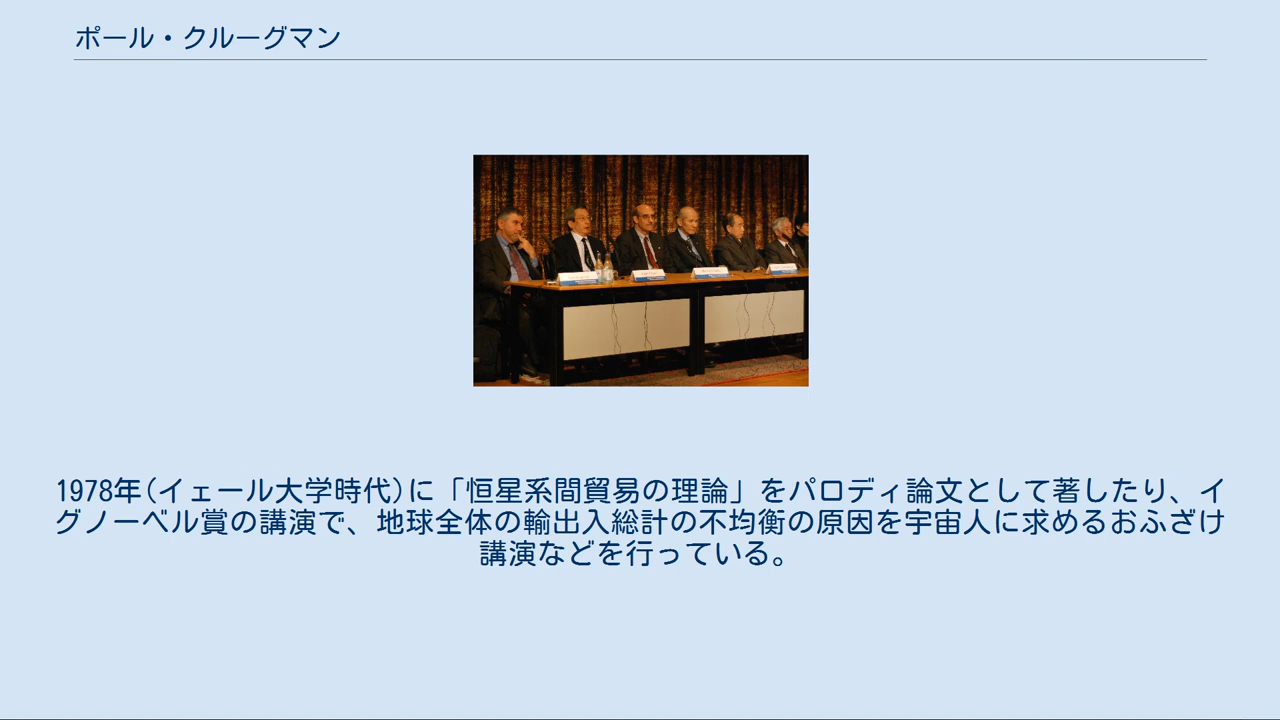 ポール・クルーグマン
1978年(イェール大学時代)に「恒星系間貿易の理論」をパロディ論文として著したり、イ
グノーベル賞の講演で、地球全体の輸出入総計の不均衡の原因を宇宙人に求めるおふざけ
講演などを行っている。